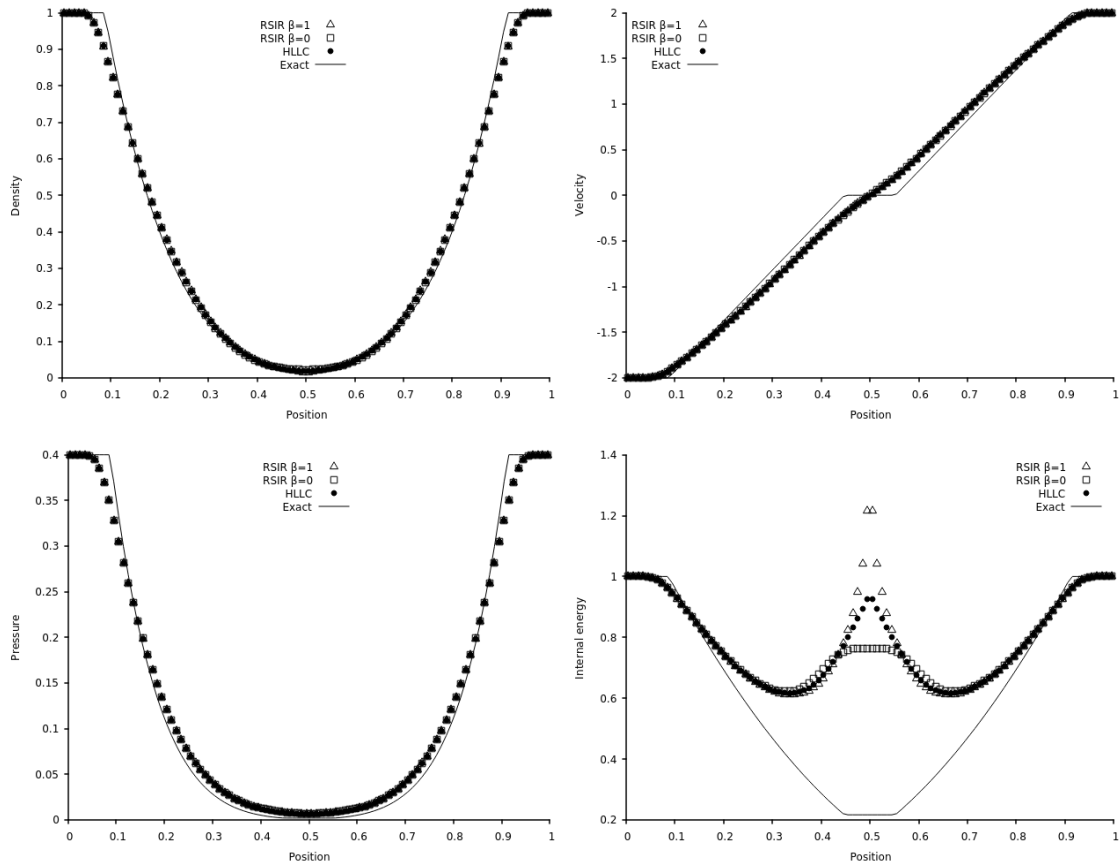 RSIR β=1
RSIR β=0
HLLC
Exact
1
0.9
0.8
0.7
0.6
0.5
0.4
0.3
0.2
0.1
0
Density
0 0.1 0.2 0.3 0.4 0.5 0.6 0.7 0.8 0.9 1
Position
RSIR β=1
RSIR β=0
HLLC
Exact
2
1.5
1
0.5
0
-0.5
-1
-1.5
-2
Velocity
0 0.1 0.2 0.3 0.4 0.5 0.6 0.7 0.8 0.9 1
Position
RSIR β=1
RSIR β=0
HLLC
Exact
0.4
0.35
0.3
0.25
0.2
0.15
0.1
0.05
0
Pressure
0 0.1 0.2 0.3 0.4 0.5 0.6 0.7 0.8 0.9 1
Position
RSIR β=1
RSIR β=0
HLLC
Exact
1.4
1.2
1
0.8
0.6
0.4
0.2
Internal energy
0 0.1 0.2 0.3 0.4 0.5 0.6 0.7 0.8 0.9 1
Position